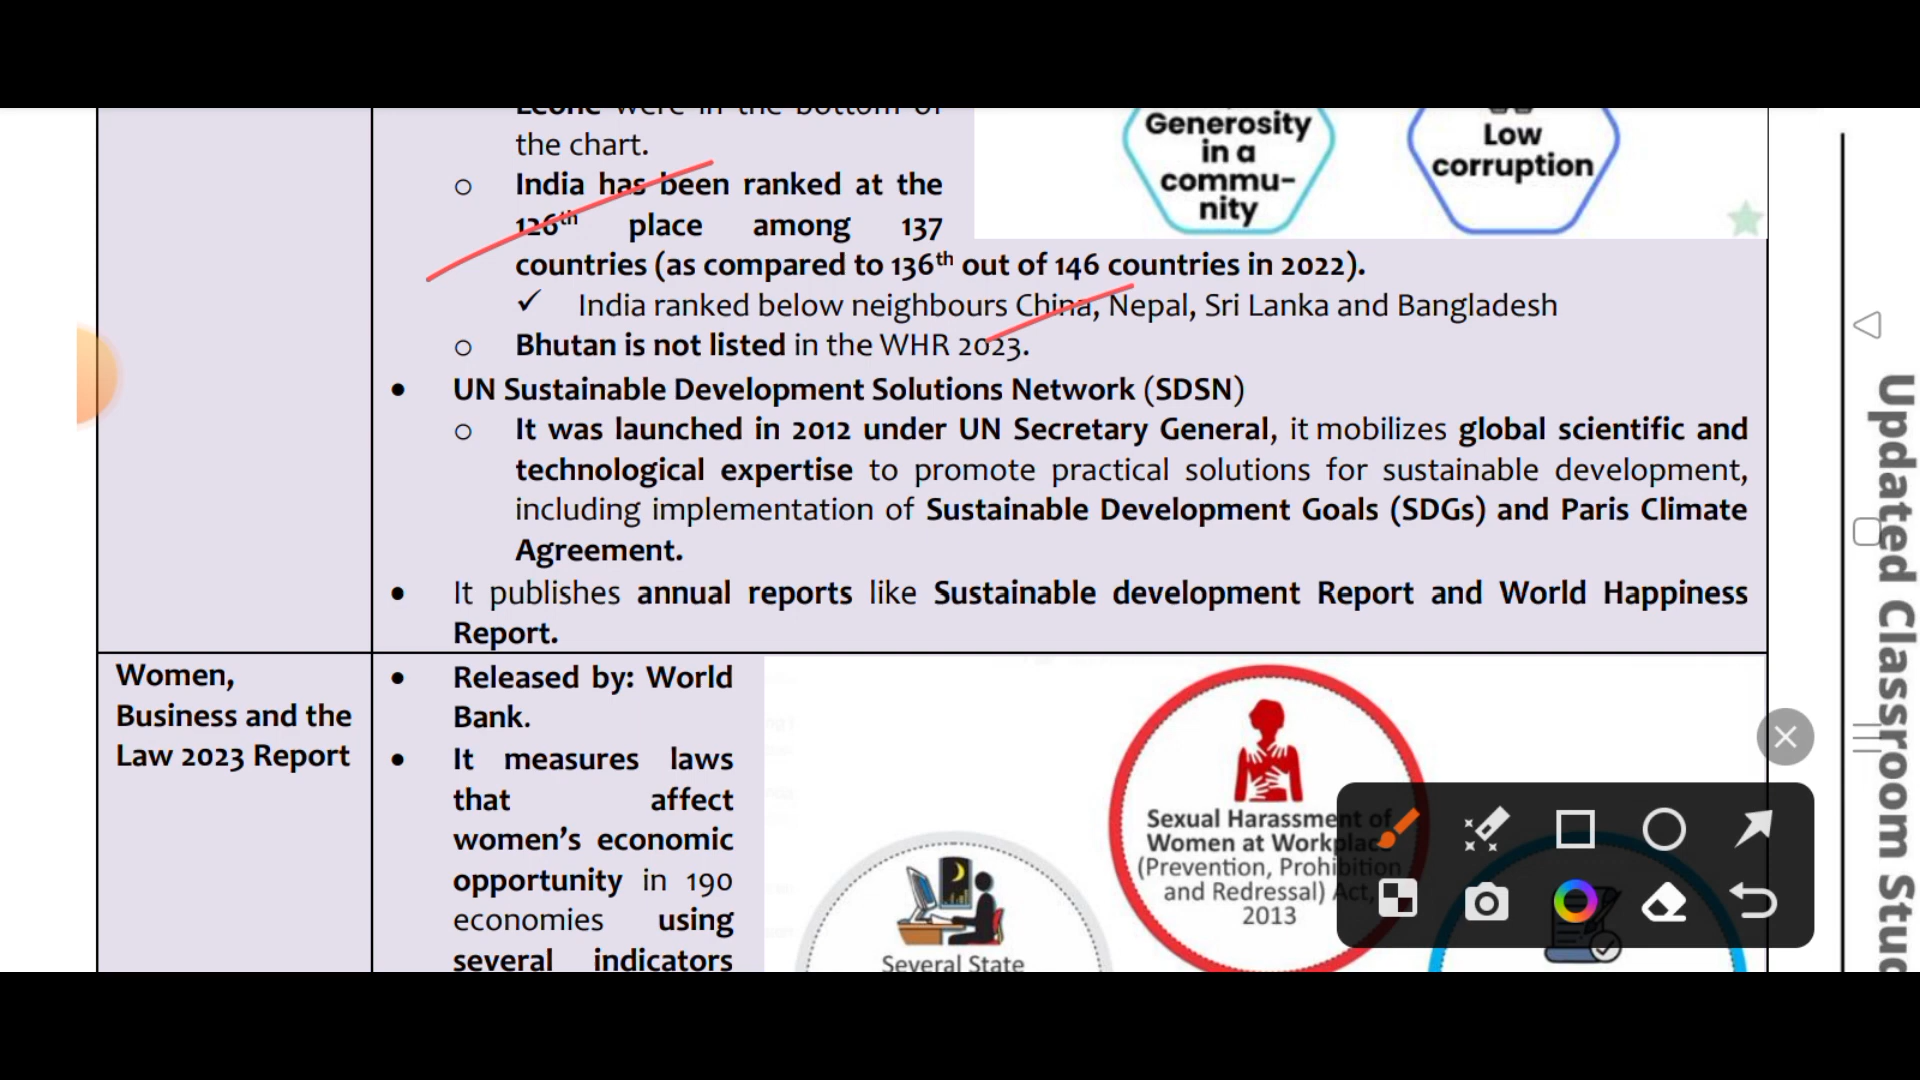 Leone were in the bottom of
the chart.
o India has been ranked at the
126th place among 137
countries (as compared to 136th out of 146 countries in 2022).
✓ India ranked below neighbours China, Nepal, Sri Lanka and Bangladesh
o Bhutan is not listed in the WHR 2023.
• UN Sustainable Development Solutions Network (SDSN)
o It was launched in 2012 under UN Secretary General, it mobilizes global scientific and
technological expertise to promote practical solutions for sustainable development,
including implementation of Sustainable Development Goals (SDGs) and Paris Climate
Agreement.
• It publishes annual reports like Sustainable development Report and World Happiness
Report.
Generosity
in a
commu-
nity
Low
corruption
Women,
Business and the
Law 2023 Report
• Released by: World
Bank.
• It measures laws
that affect
women's economic
opportunity in 190
economies using
several indicators
Sexual Harassment of
Women at Workplace
(Prevention, Prohibition
and Redressal) Act,
2013
Several State
Updated Classroom Stud